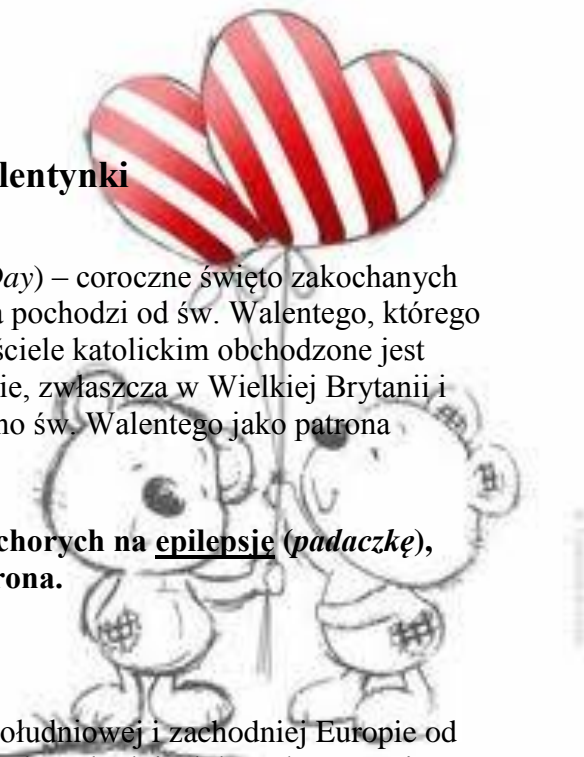 lentynki
Day) – coroczne święto zakochanych
a pochodzi od św. Walentego, którego
ściele katolickim obchodzone jest
ie, zwłaszcza w Wielkiej Brytanii i
no św. Walentego jako patrona
chorych na epilepsję (padaczkę),
rona.
ołudniowej i zachodniej Europie od